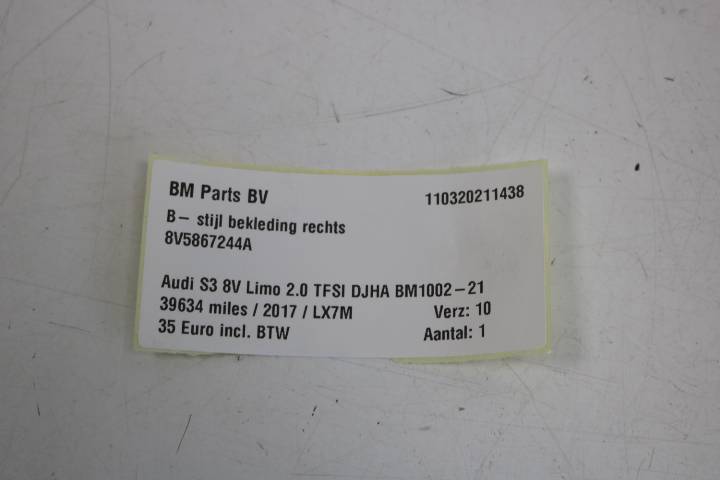 BM Parts BV 110320211438
B- stijl bekleding rechts
8V5867244A
Audi S3 8V Limo 2.0 TFSI DJHA BM1002-21
39634 miles / 2017 / LX7M Verz: 10
35 Euro incl. BTW Aantal: 1